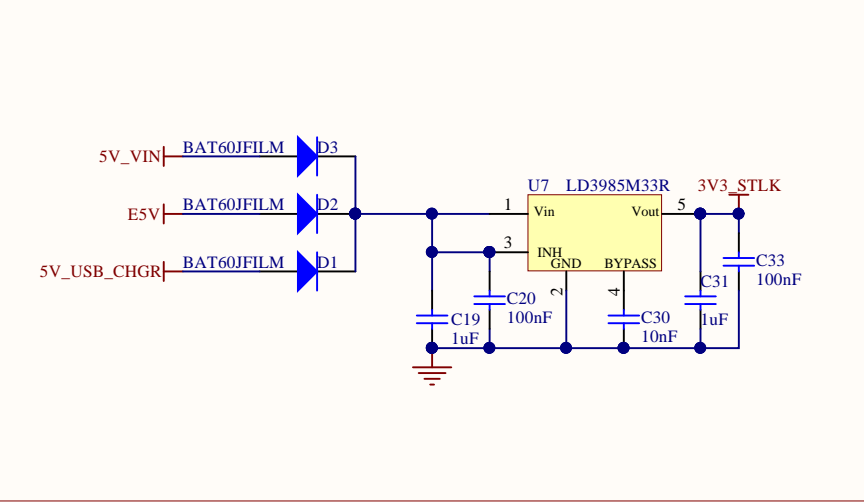 5V_VIN
BAT60JFILM
D3
E5V
BAT60JFILM
D2
5V_USB_CHGR
BAT60JFILM
D1
U7 LD3985M33R
3V3_STLK
1
Vin
Vout
5
3
INH
GND
BYPASS
2
4
C19
1uF
C20
100nF
C30
10nF
C31
1uF
C33
100nF